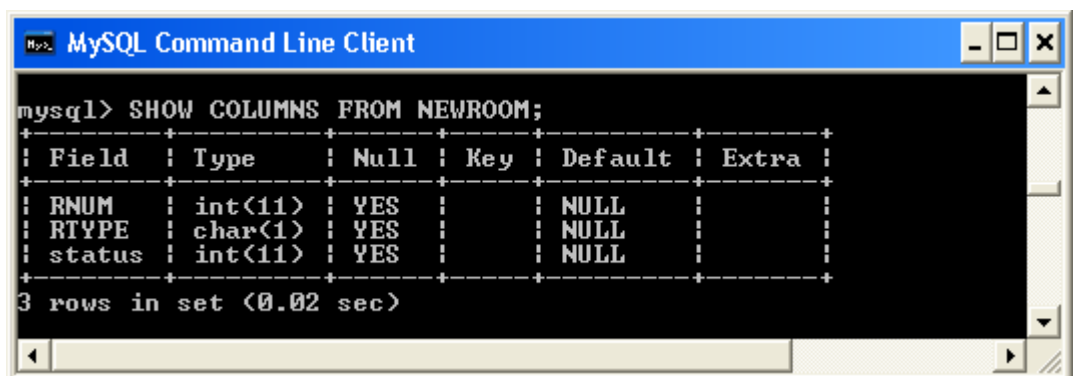 MySQL Command Line Client
mysql> SHOW COLUMNS FROM NEWROOM;
+--------+---------+------+-----+---------+-------+
| Field | Type | Null | Key | Default | Extra |
+--------+---------+------+-----+---------+-------+
| RNUM | int(11) | YES | | NULL | |
| RTYPE | char(1) | YES | | NULL | |
| status | int(11) | YES | | NULL | |
+--------+---------+------+-----+---------+-------+
3 rows in set (0.02 sec)